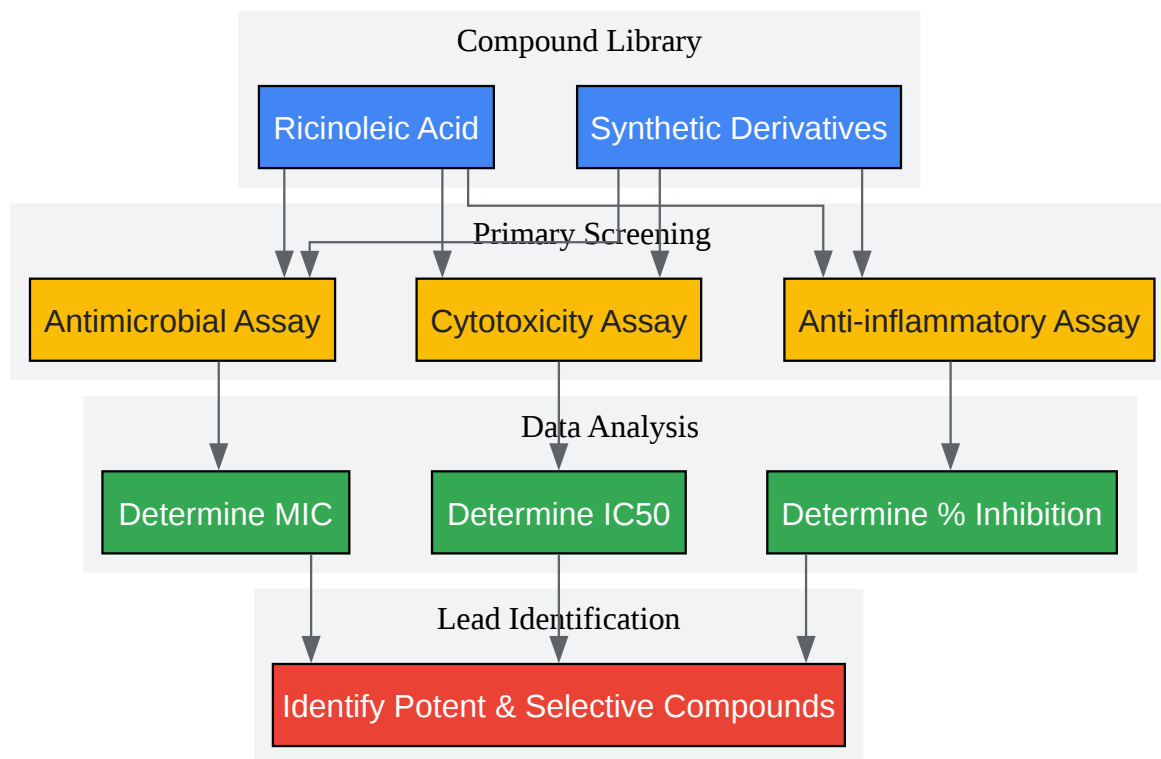 Compound Library
Ricinoleic Acid
Synthetic Derivatives
Primary Screening
Antimicrobial Assay
Cytotoxicity Assay
Anti-inflammatory Assay
Data Analysis
Determine MIC
Determine IC50
Determine % Inhibition
Lead Identification
Identify Potent & Selective Compounds